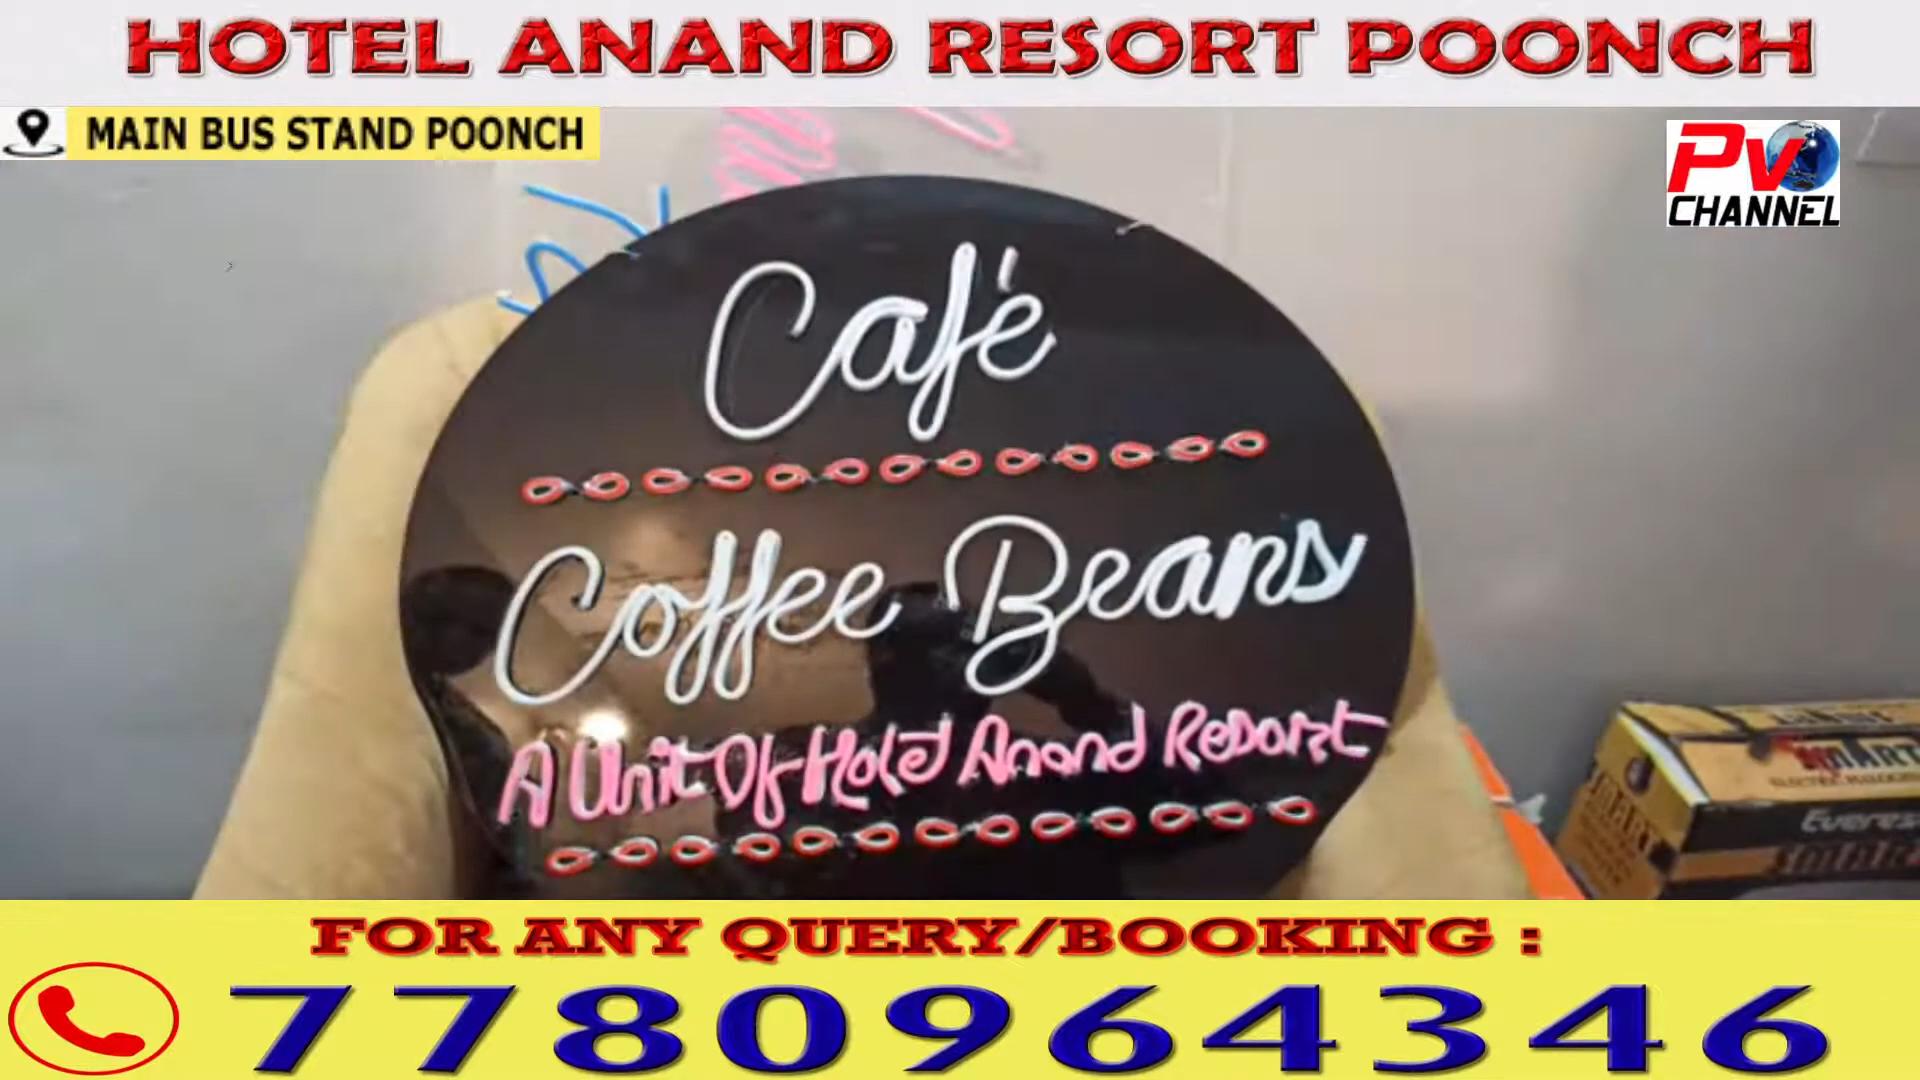 HOTEL ANAND RESORT POONCH
MAIN BUS STAND POONCH
PV
CHANNEL
Café
Coffee Beans
A Unit Of Hotel Anand Resort
Everest
FOR ANY QUERY/BOOKING :
7780964346